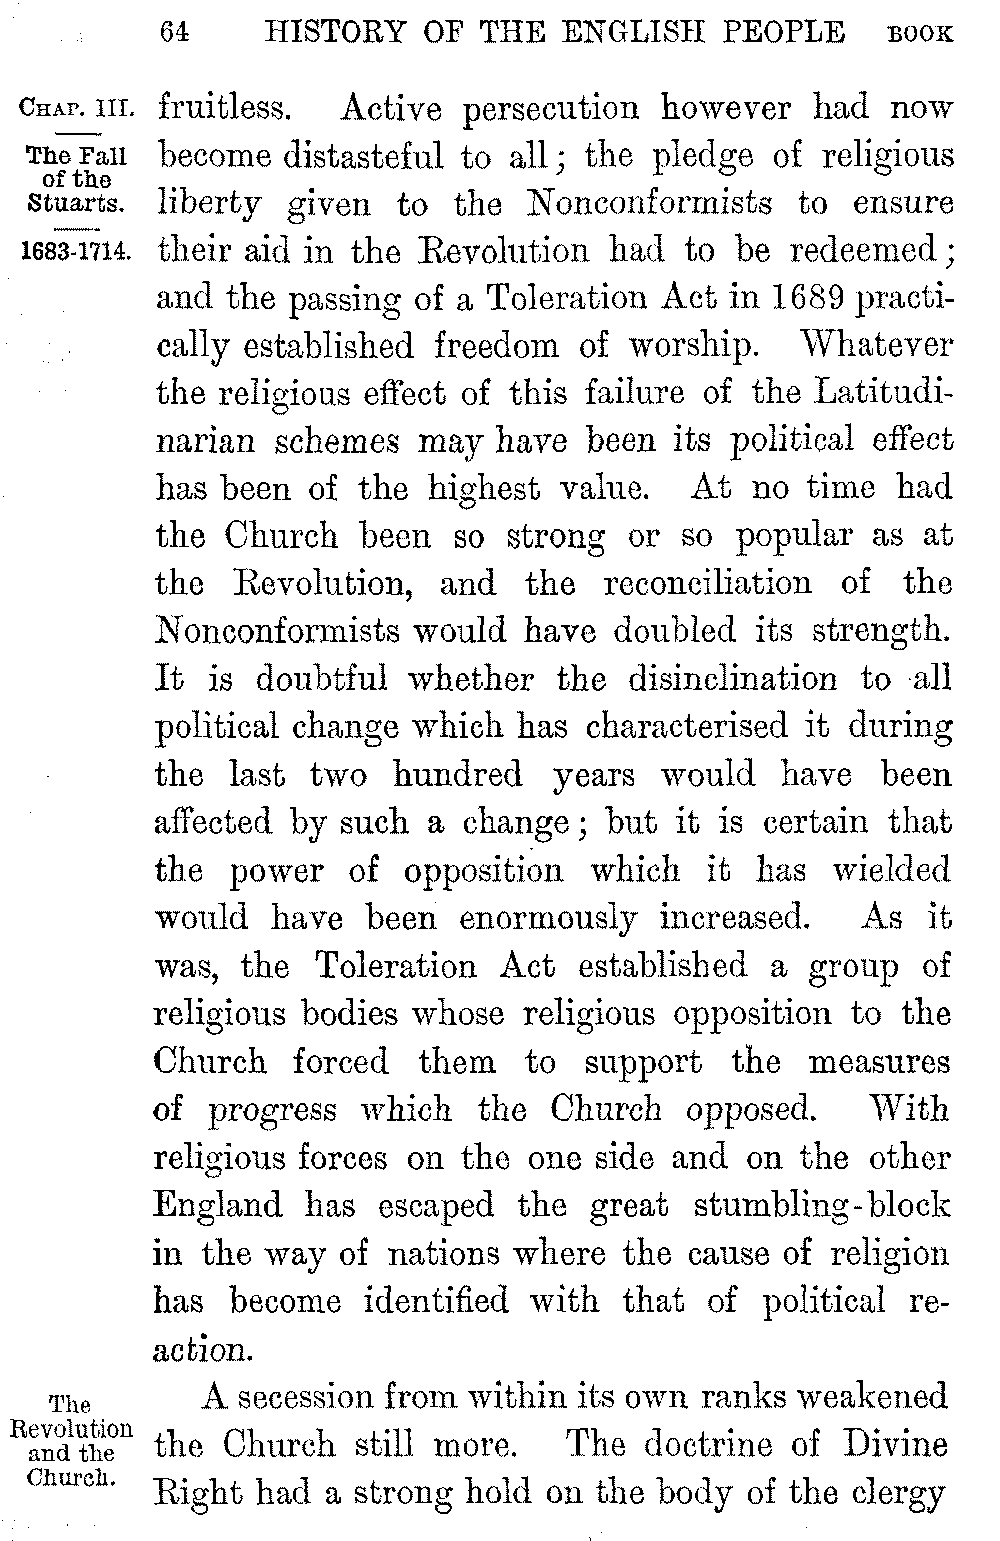 64 HISTORY OF THE ENGLISH PEOPLE BOOK
CHAP. III.
The Fall
of the
Stuarts.
1683-1714.
fruitless. Active persecution however had now
become distasteful to all; the pledge of religious
liberty given to the Nonconformists to ensure
their aid in the Revolution had to be redeemed;
and the passing of a Toleration Act in 1689 practi-
cally established freedom of worship. Whatever
the religious effect of this failure of the Latitudi-
narian schemes may have been its political effect
has been of the highest value. At no time had
the Church been so strong or so popular as at
the Revolution, and the reconciliation of the
Nonconformists would have doubled its strength.
It is doubtful whether the disinclination to all
political change which has characterised it during
the last two hundred years would have been
affected by such a change; but it is certain that
the power of opposition which it has wielded
would have been enormously increased. As it
was, the Toleration Act established a group of
religious bodies whose religious opposition to the
Church forced them to support the measures
of progress which the Church opposed. With
religious forces on the one side and on the other
England has escaped the great stumbling-block
in the way of nations where the cause of religion
has become identified with that of political re-
action.
The
Revolution
and the
Church.
A secession from within its own ranks weakened
the Church still more. The doctrine of Divine
Right had a strong hold on the body of the clergy